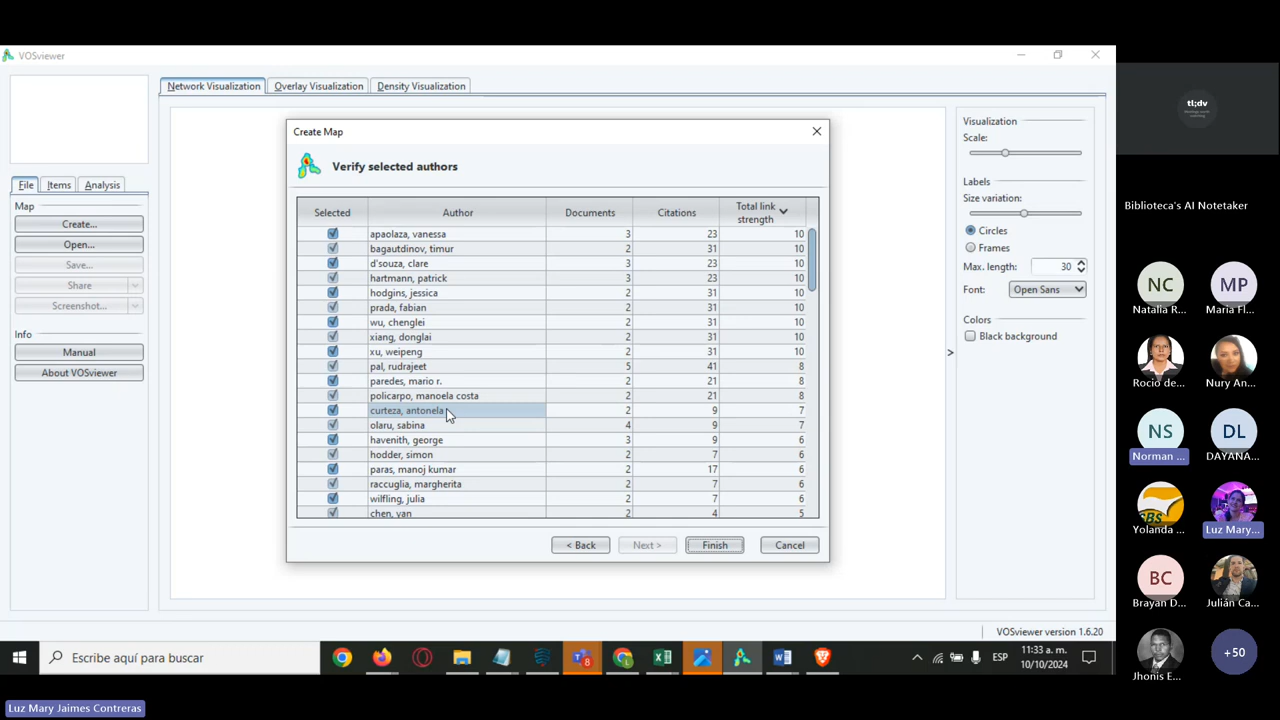 VOSviewer
Network Visualization Overlay Visualization Density Visualization
File Items Analysis
Map
Create...
Open...
Save...
Share
Screenshot...
Info
Manual
About VOSviewer
Create Map
Verify selected authors
Selected Author Documents Citations Total link strength
apaolaza, vanessa 3 23 10
bagautdinov, timur 2 31 10
d'souza, clare 3 23 10
hartmann, patrick 3 23 10
hodgins, jessica 2 31 10
prada, fabian 2 31 10
wu, chenglei 2 31 10
xiang, donglai 2 31 10
xu, weipeng 2 31 10
pal, rudrajeet 5 41 8
paredes, mario r. 2 21 8
policarpo, manoela costa 2 21 8
curteza, antonela 2 9 7
olaru, sabina 4 9 7
havenith, george 3 9 6
hodder, simon 2 7 6
paras, manoj kumar 2 17 6
raccuglia, margherita 2 7 6
wilfling, julia 2 7 6
chen, yan 2 4 5
< Back Next > Finish Cancel
Visualization
Scale:
Labels
Size variation:
Circles
Frames
Max. length: 30
Font: Open Sans
Colors
Black background
>
VOSviewer version 1.6.20
tl;dv
Biblioteca's AI Notetaker
NC MP
Natalia R... Maria Fl...
Rocio de... Nury An...
NS DL
Norman ... DAYANA...
SBS
Yolanda ... Luz Mary...
BC
Brayan D... Julián Ca...
+50
Jhonis E...
Escribe aquí para buscar
8
ESP
11:33 a. m.
10/10/2024
Luz Mary Jaimes Contreras